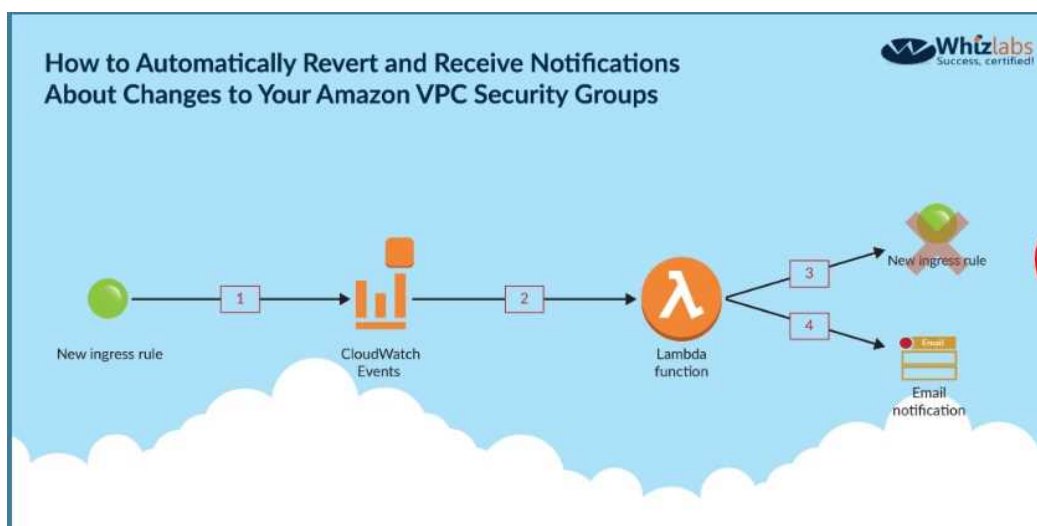 How to Automatically Revert and Receive Notifications
About Changes to Your Amazon VPC Security Groups
Whizlabs
Success, certified!
New ingress rule
1
CloudWatch
Events
2
λ
Lambda
function
3
New ingress rule
4
Email
Email
notification